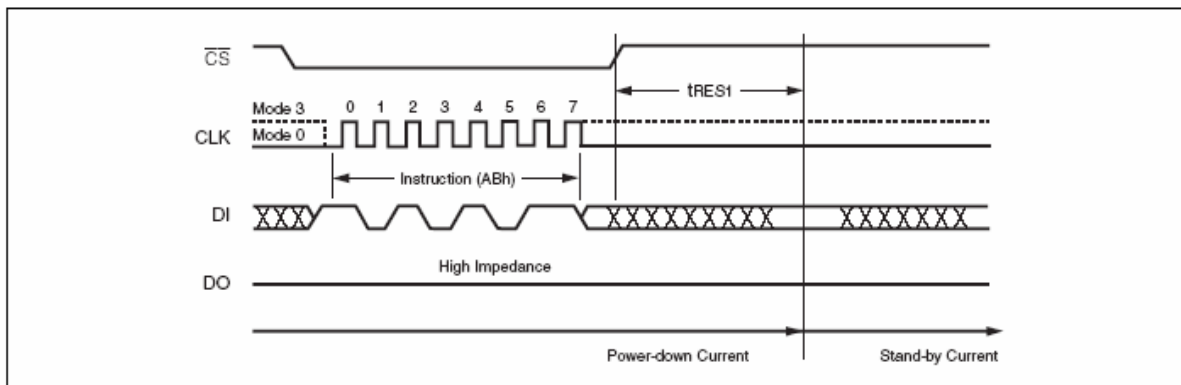 CS
tRES1
Mode 3 0 1 2 3 4 5 6 7
CLK
Mode 0
Instruction (ABh)
DI
High Impedance
DO
Power-down Current Stand-by Current